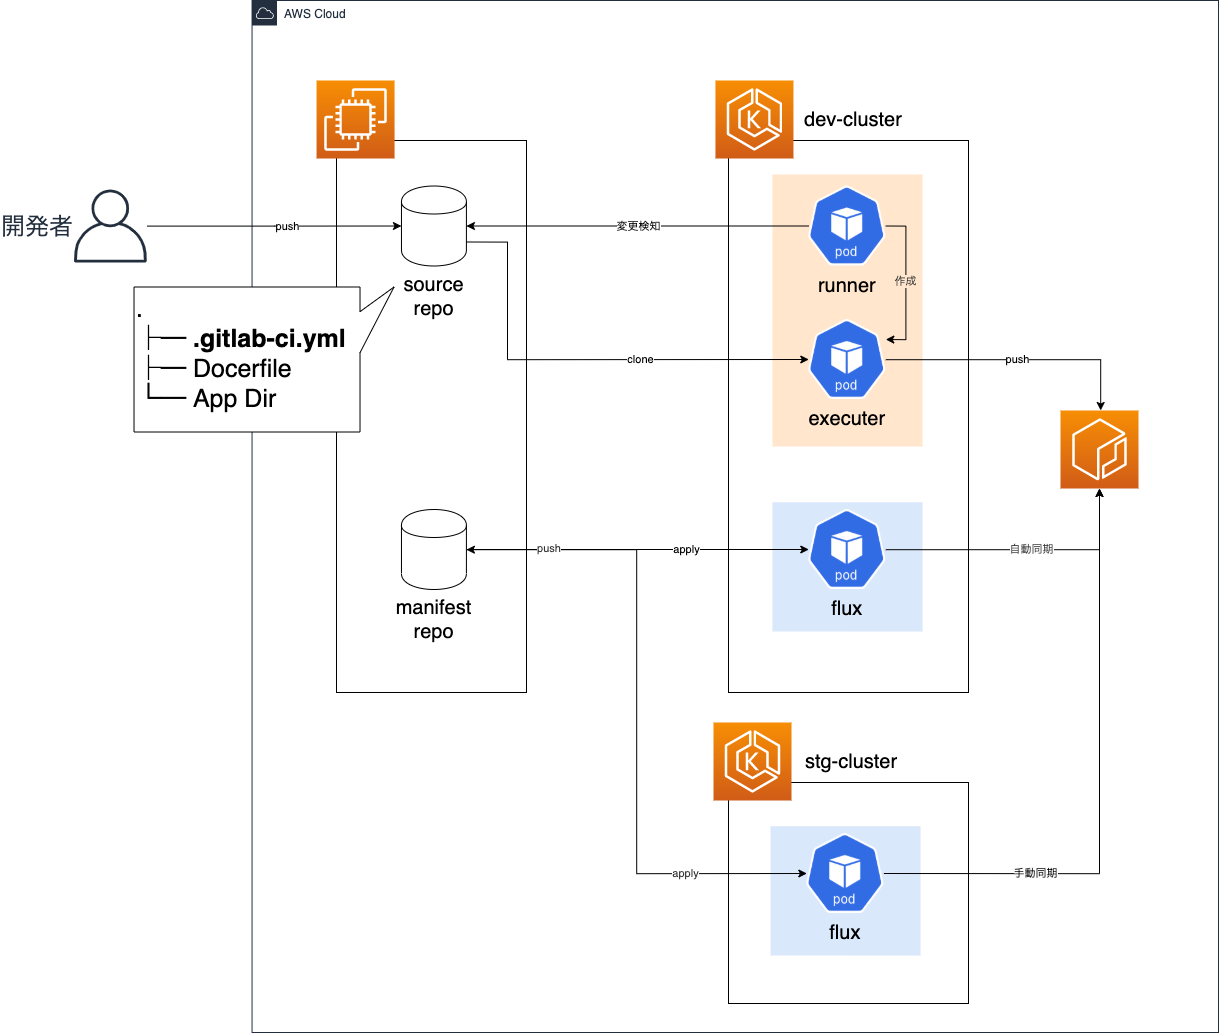 AWS Cloud
dev-cluster
開発者
push
変更検知
pod
runner
作成
source
repo
.
├── .gitlab-ci.yml
├── Docerfile
└── App Dir
clone
pod
executer
push
push
apply
pod
flux
自動同期
manifest
repo
stg-cluster
apply
pod
flux
手動同期